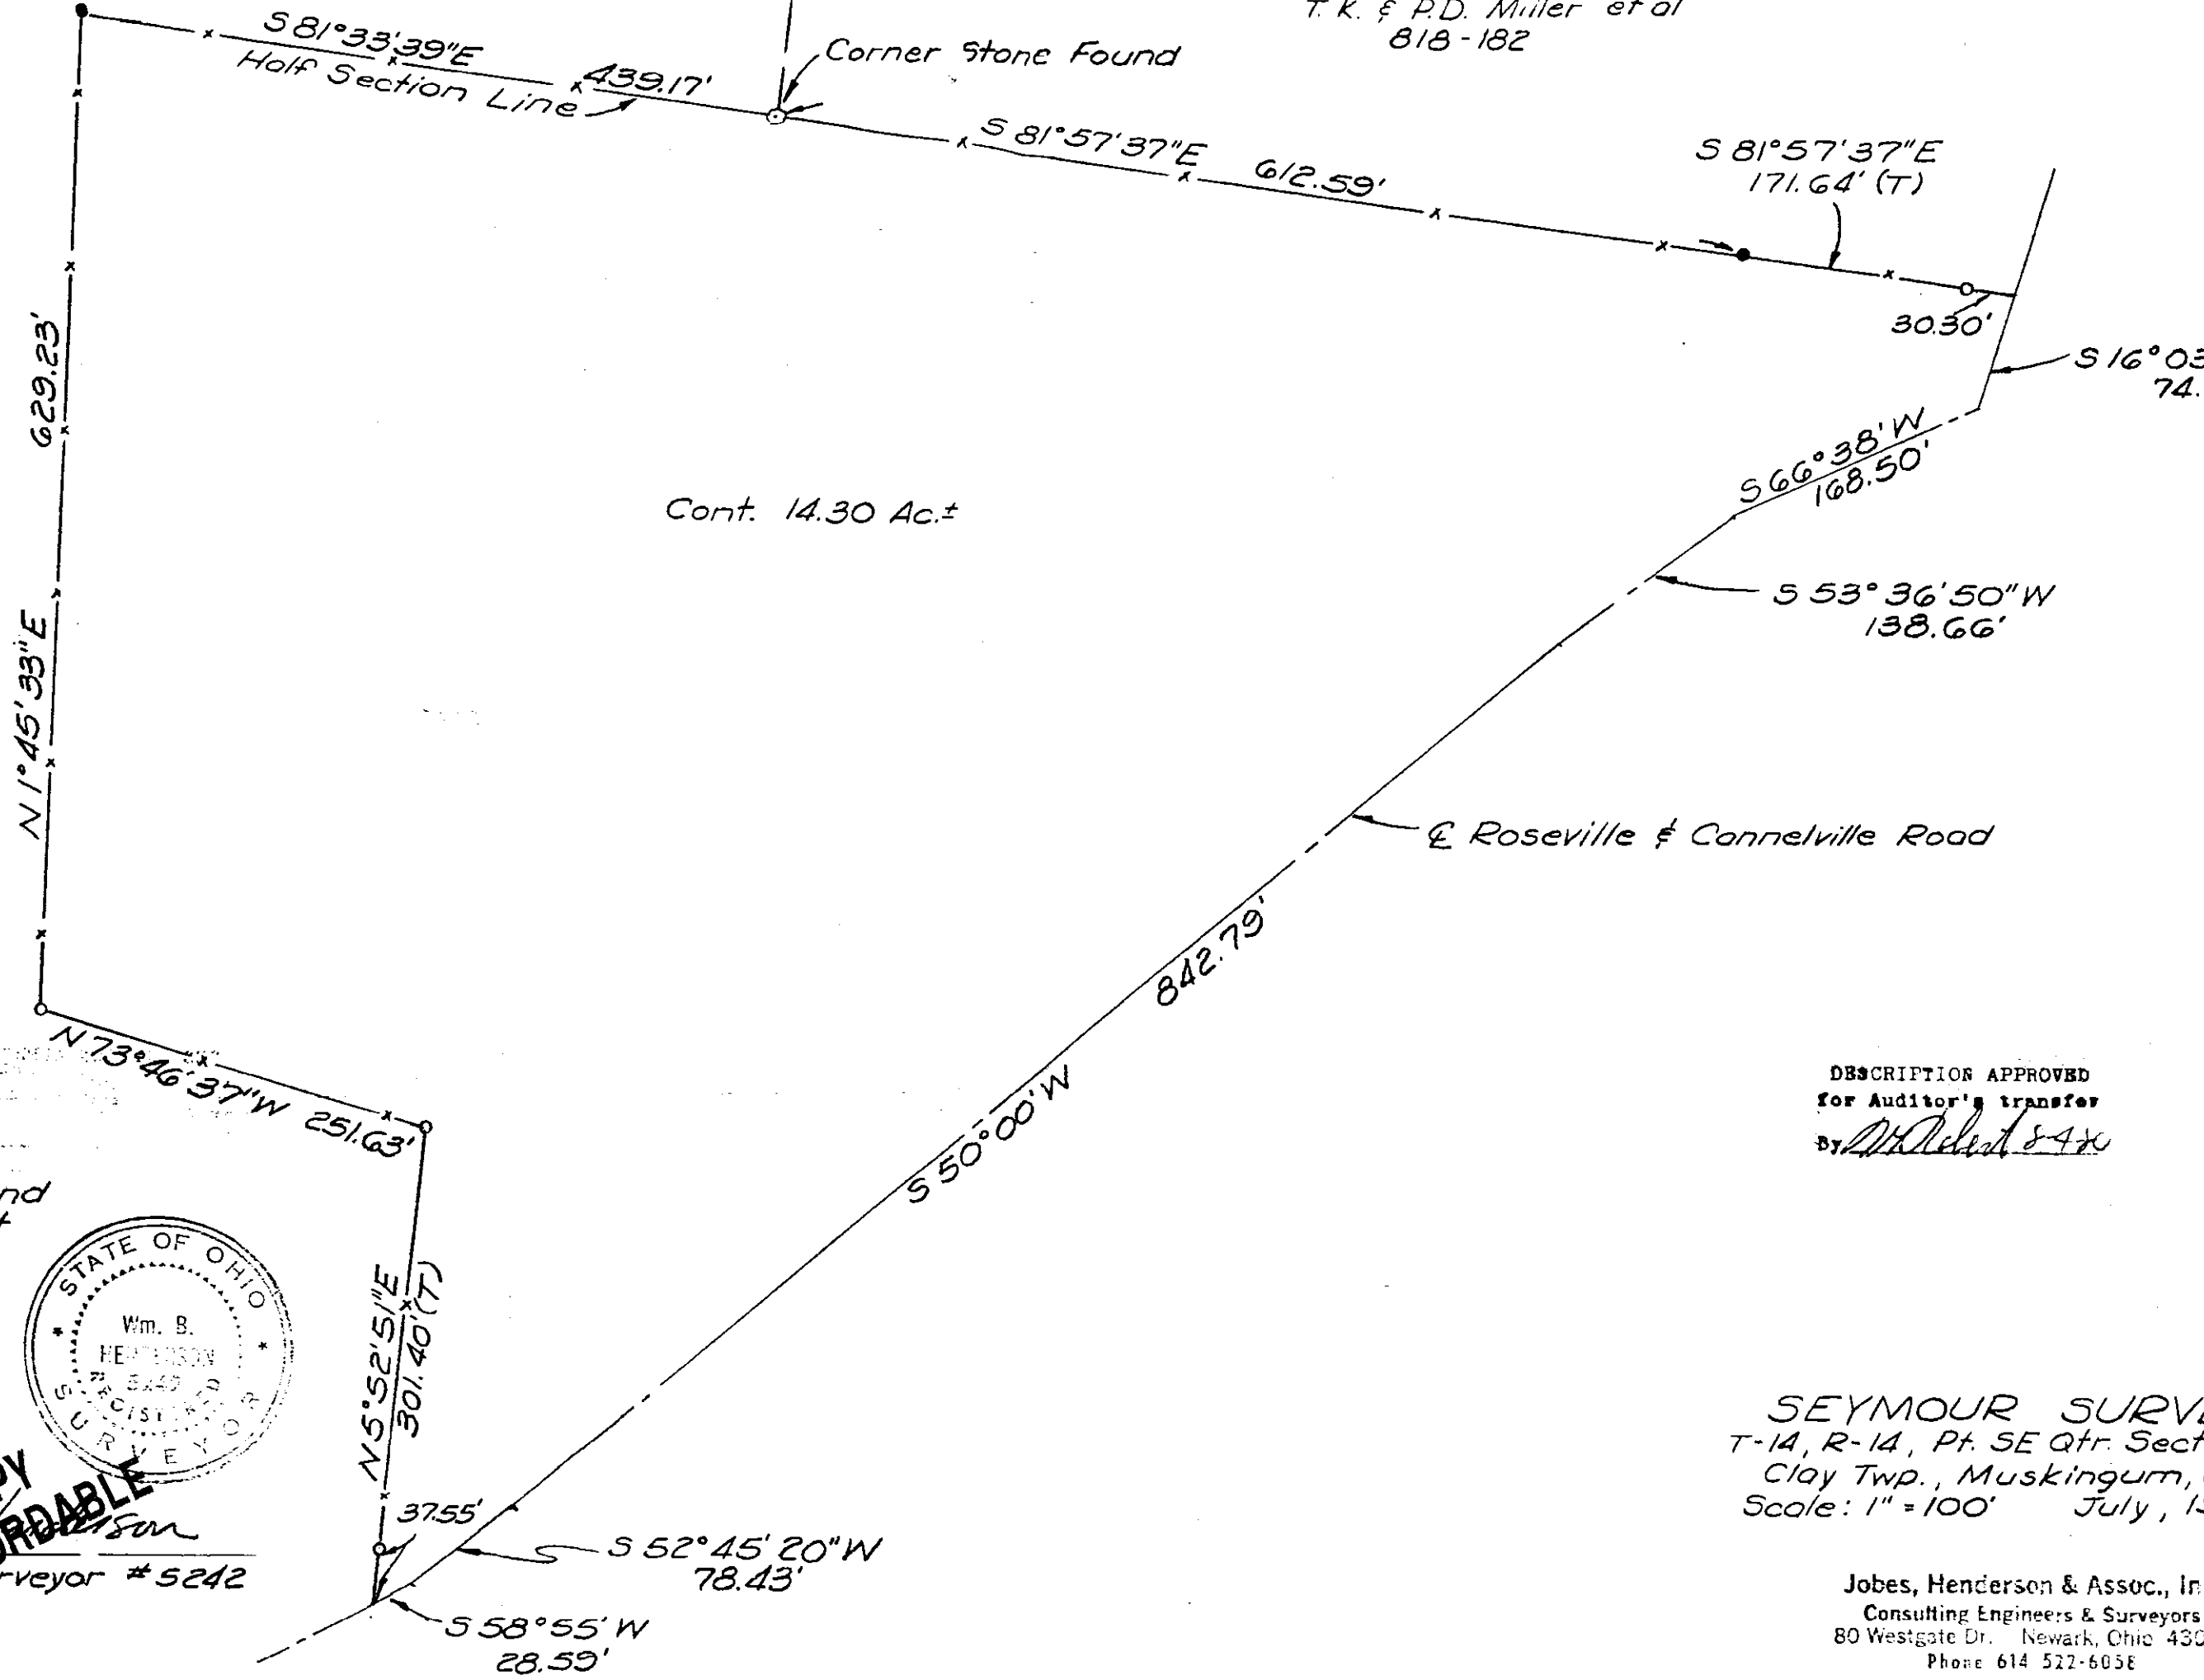 T. K. & P.D. Miller et al
818-182
S 81°33'39"E
439.17'
Half Section Line
Corner Stone Found
S 81°57'37"E 612.59'
S 81°57'37"E
171.64' (T)
30.30'
S 16°03
74.
S 66°38' W
168.50'
S 53°36'50" W
138.66'
629.23'
N 1°45'33" E
Cont. 14.30 Ac.±
℄ Roseville & Cannelville Road
842.79'
S 50°00' W
N 73°46'37" W 251.63'
DESCRIPTION APPROVED
for Auditor's transfer
By
STATE OF OHIO
Wm. B.
REGISTERED
SURVEYOR
N 5°52'51" E
301.40' (T)
37.55'
S 52°45'20" W
78.43'
S 58°55' W
28.59'
rveyor #5242
SEYMOUR SURVE
T-14, R-14, Pt. SE Qtr. Sect
Clay Twp., Muskingum,
Scale: 1" = 100' July, 1
Jobes, Henderson & Assoc., In
Consulting Engineers & Surveyors
80 Westgate Dr. Newark, Ohio 430
Phone 614 522-6058